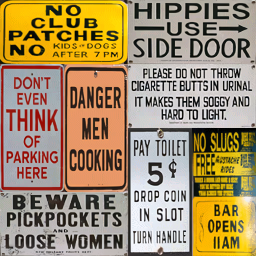 NO
CLUB
PATCHES
NO KIDS OR DOGS
AFTER 7 PM
HIPPIES
USE
SIDE DOOR
PLEASE DO NOT THROW
CIGARETTE BUTTS IN URINAL
IT MAKES THEM SOGGY AND
HARD TO LIGHT.
DON'T
EVEN
THINK
OF
PARKING
HERE
DANGER
MEN
COOKING
PAY TOILET
5¢
DROP COIN
IN SLOT
TURN HANDLE
NO SLUGS
FREE MUSTACHE
RIDES
BAR
OPENS
11AM
BEWARE
PICKPOCKETS
AND
LOOSE WOMEN